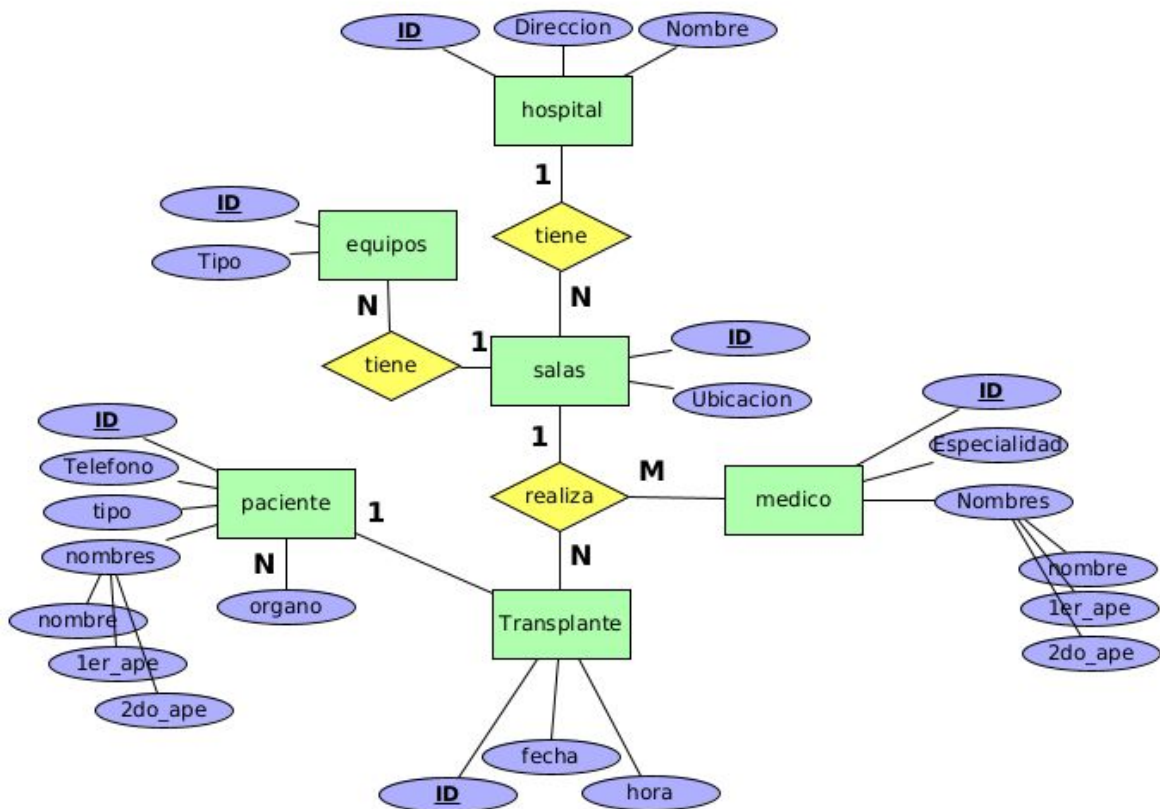 ID
Direccion
Nombre
hospital
1
ID
equipos
tiene
Tipo
N
N
ID
1
tiene
salas
Ubicacion
ID
ID
1
Especialidad
Telefono
M
paciente
realiza
medico
Nombres
tipo
1
nombres
N
N
nombre
organo
Transplante
nombre
1er_ape
1er_ape
2do_ape
2do_ape
fecha
ID
hora